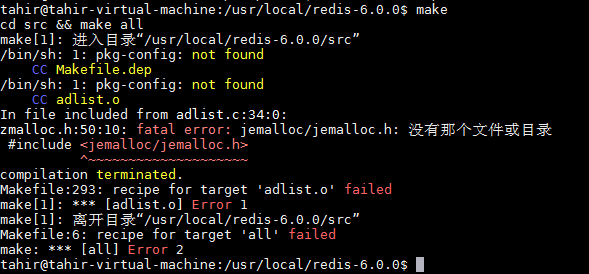 tahir@tahir-virtual-machine:/usr/local/redis-6.0.0$ make
cd src && make all
make[1]: 进入目录“/usr/local/redis-6.0.0/src”
/bin/sh: 1: pkg-config: not found
    CC Makefile.dep
/bin/sh: 1: pkg-config: not found
    CC adlist.o
In file included from adlist.c:34:0:
zmalloc.h:50:10: fatal error: jemalloc/jemalloc.h: 没有那个文件或目录
 #include <jemalloc/jemalloc.h>
          ^~~~~~~~~~~~~~~~~~~~~
compilation terminated.
Makefile:293: recipe for target 'adlist.o' failed
make[1]: *** [adlist.o] Error 1
make[1]: 离开目录“/usr/local/redis-6.0.0/src”
Makefile:6: recipe for target 'all' failed
make: *** [all] Error 2
tahir@tahir-virtual-machine:/usr/local/redis-6.0.0$